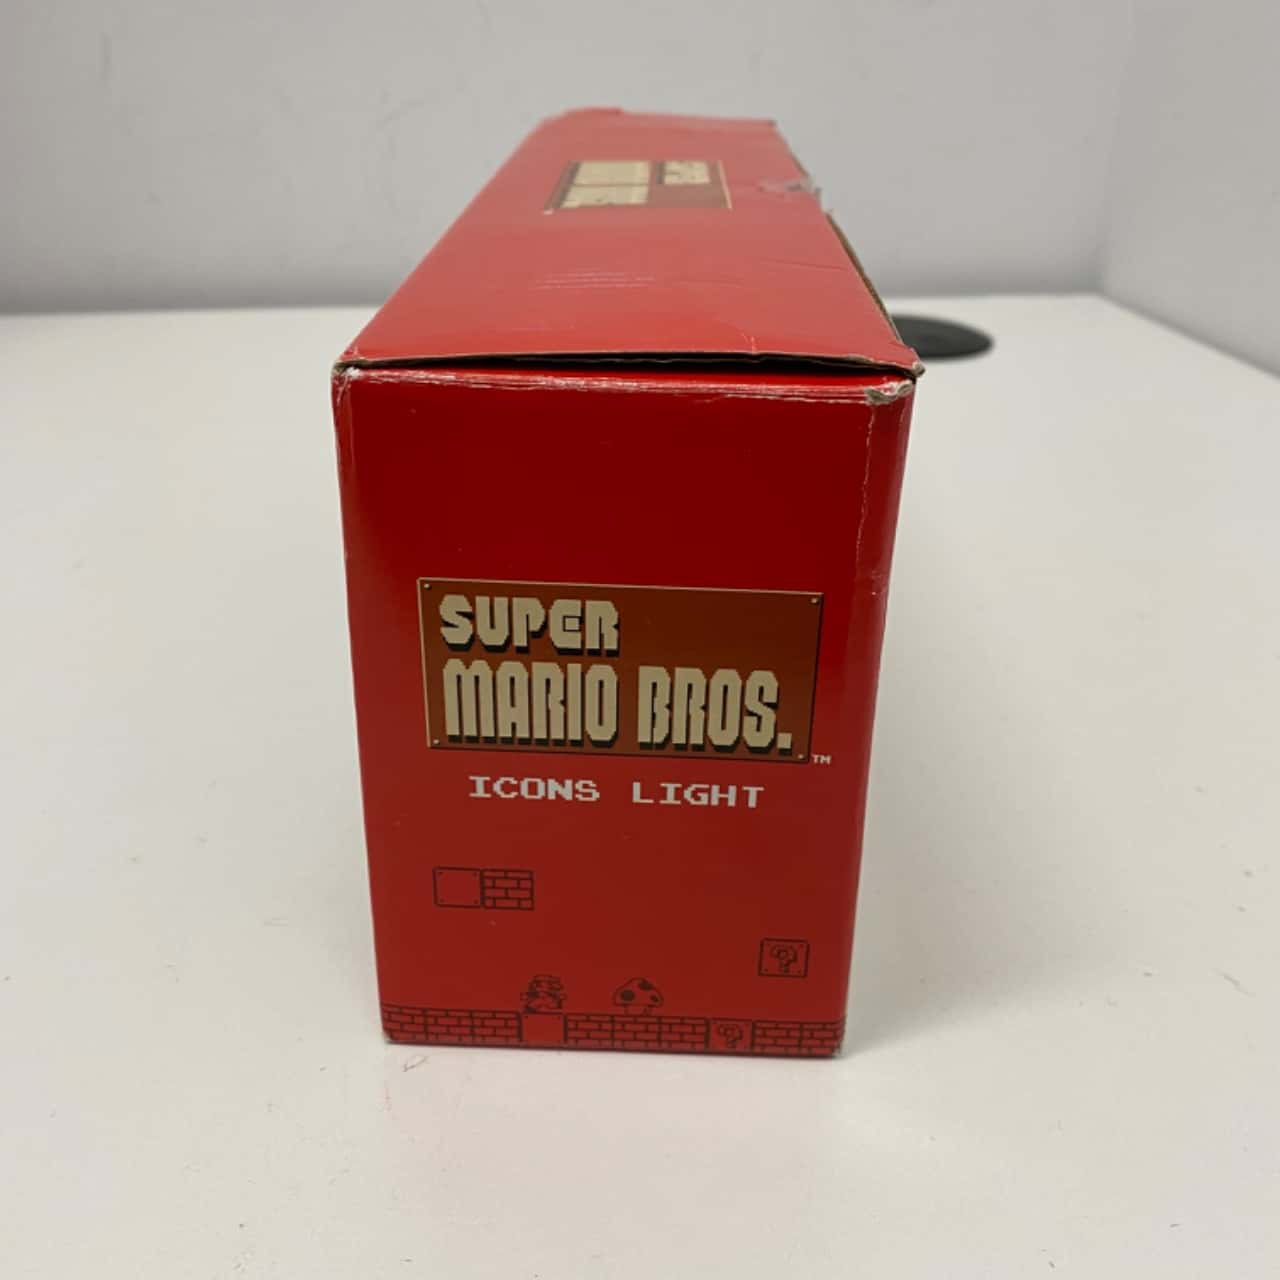 SUPER
MARIO BROS.
TM
ICONS LIGHT